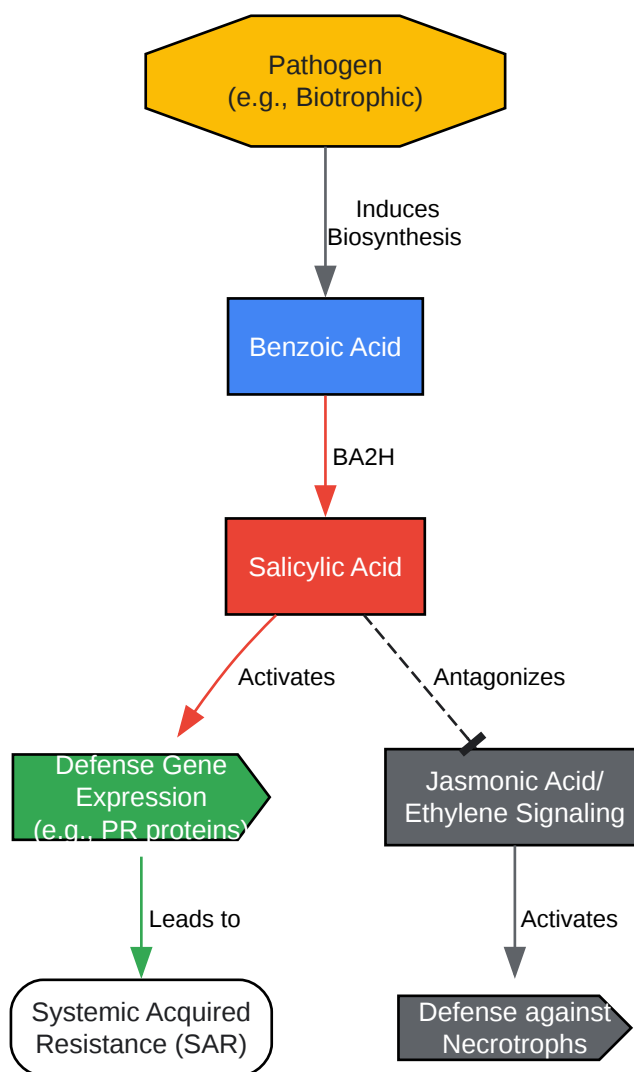 Pathogen
(e.g., Biotrophic)
Induces
Biosynthesis
Benzoic Acid
BA2H
Salicylic Acid
Activates
Antagonizes
Defense Gene
Expression
(e.g., PR proteins)
Jasmonic Acid/
Ethylene Signaling
Leads to
Activates
Systemic Acquired
Resistance (SAR)
Defense against
Necrotrophs